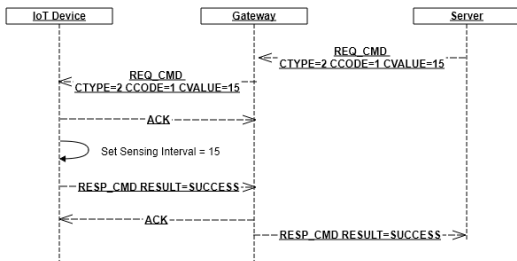 IoT Device
Gateway
Server
REQ_CMD
CTYPE=2 CCODE=1 CVALUE=15
REQ_CMD
CTYPE=2 CCODE=1 CVALUE=15
ACK
Set Sensing Interval = 15
RESP_CMD RESULT=SUCCESS
ACK
RESP_CMD RESULT=SUCCESS